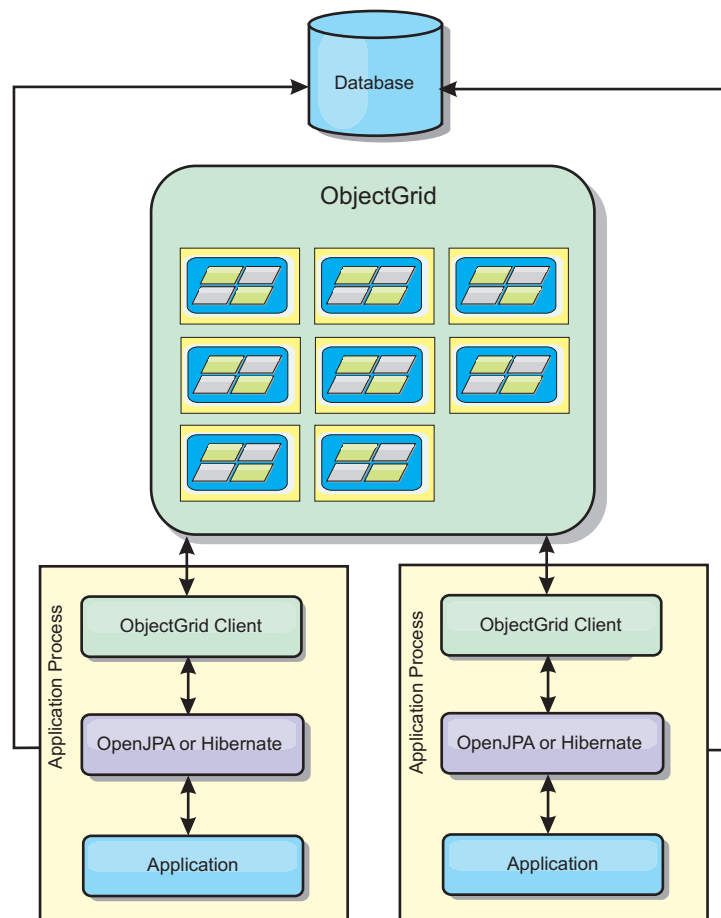 Database
ObjectGrid
Application Process
ObjectGrid Client
OpenJPA or Hibernate
Application
Application Process
ObjectGrid Client
OpenJPA or Hibernate
Application